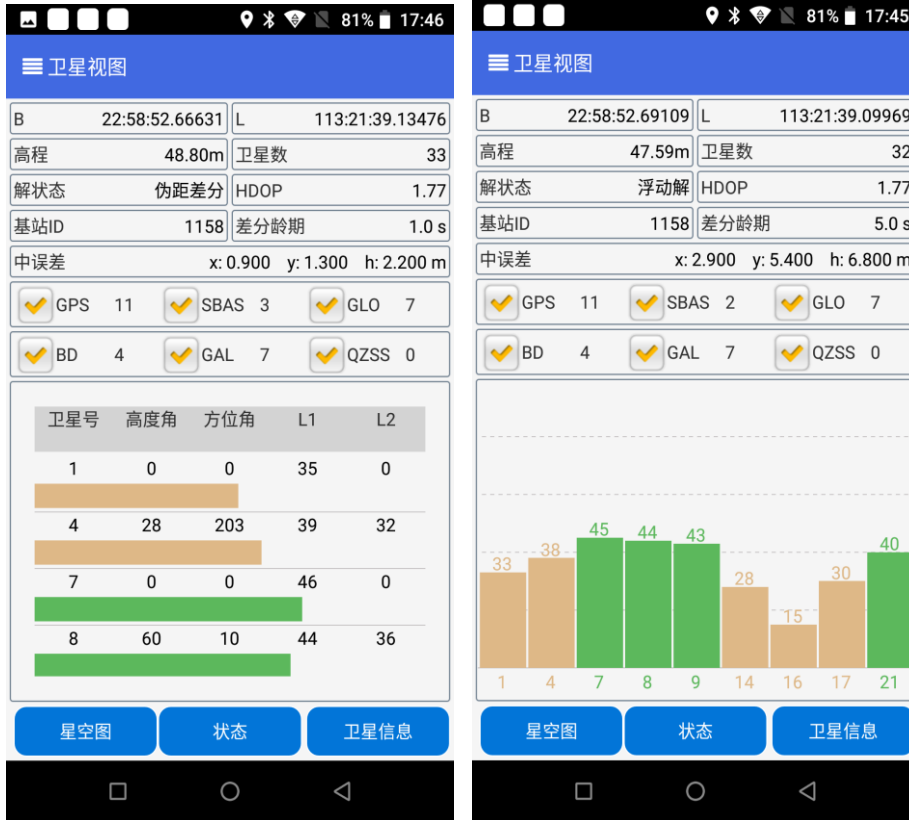 81% 17:46
卫星视图
B 22:58:52.66631 L 113:21:39.13476
高程 48.80m 卫星数 33
解状态 伪距差分 HDOP 1.77
基站ID 1158 差分龄期 1.0 s
中误差 x: 0.900 y: 1.300 h: 2.200 m
GPS 11 SBAS 3 GLO 7
BD 4 GAL 7 QZSS 0
卫星号 高度角 方位角 L1 L2
1 0 0 35 0
4 28 203 39 32
7 0 0 46 0
8 60 10 44 36
星空图 状态 卫星信息
81% 17:45
卫星视图
B 22:58:52.69109 L 113:21:39.09969
高程 47.59m 卫星数 32
解状态 浮动解 HDOP 1.77
基站ID 1158 差分龄期 5.0 s
中误差 x: 2.900 y: 5.400 h: 6.800 m
GPS 11 SBAS 2 GLO 7
BD 4 GAL 7 QZSS 0
33 38 45 44 43 28 15 30 40
1 4 7 8 9 14 16 17 21
星空图 状态 卫星信息